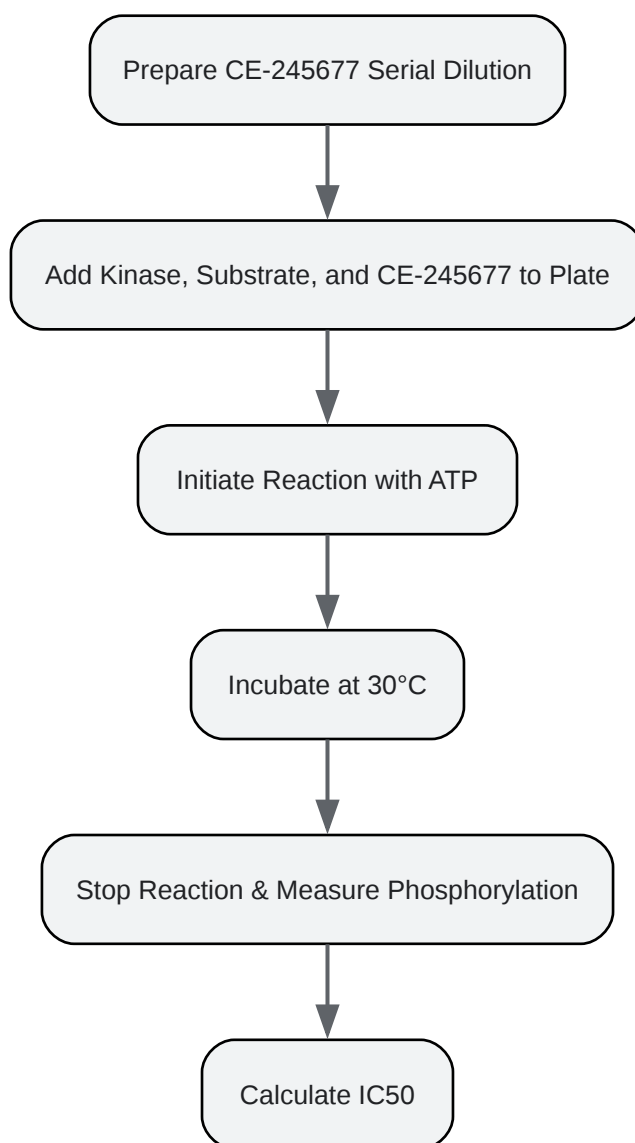 Prepare CE-245677 Serial Dilution
Add Kinase, Substrate, and CE-245677 to Plate
Initiate Reaction with ATP
Incubate at 30°C
Stop Reaction & Measure Phosphorylation
Calculate IC50